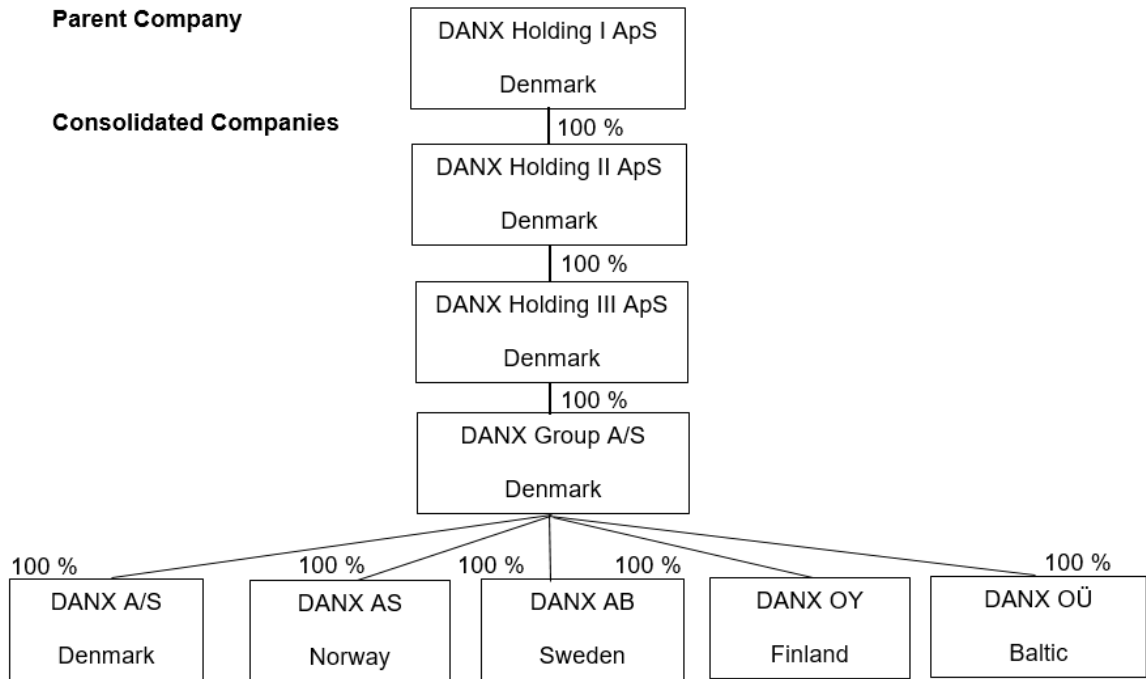 Parent Company
DANX Holding I ApS
Denmark
Consolidated Companies
100 %
DANX Holding II ApS
Denmark
100 %
DANX Holding III ApS
Denmark
100 %
DANX Group A/S
Denmark
100 %
100 %
100 %
100 %
100 %
DANX A/S
DANX AS
DANX AB
DANX OY
DANX OÜ
Denmark
Norway
Sweden
Finland
Baltic